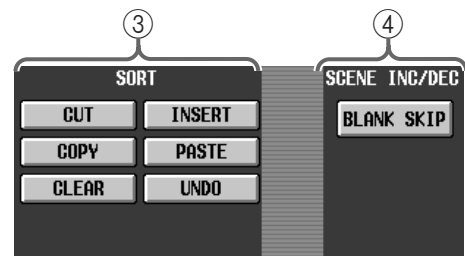 ③ ④
SORT SCENE INC/DEC
CUT INSERT BLANK SKIP
COPY PASTE
CLEAR UNDO